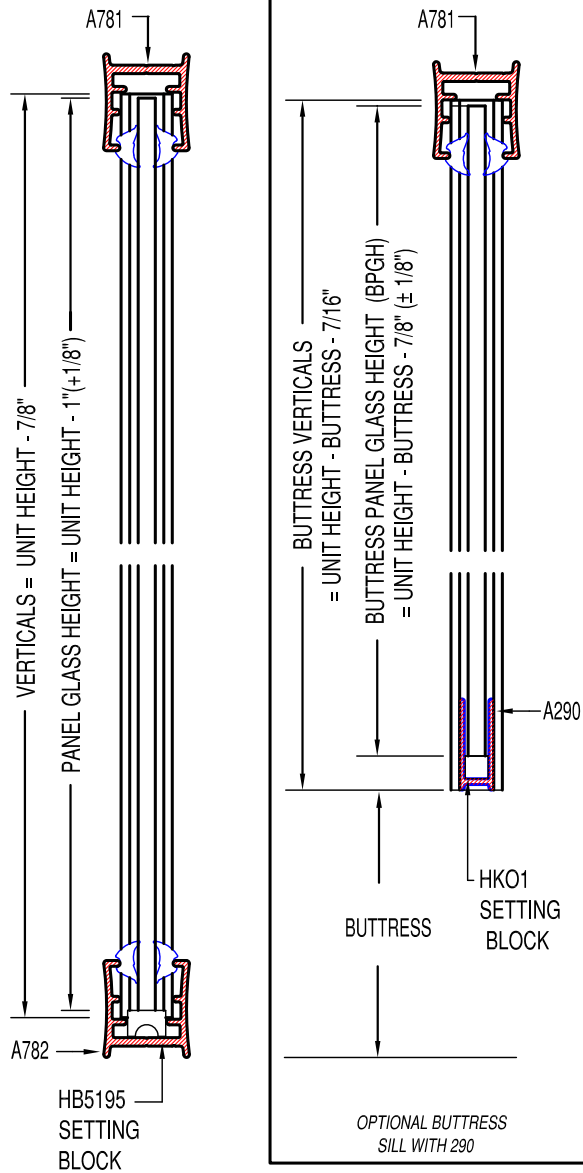 A781
VERTICALS = UNIT HEIGHT - 7/8"
PANEL GLASS HEIGHT = UNIT HEIGHT - 1"(+1/8")
A782
HB5195
SETTING
BLOCK
A781
BUTTRESS VERTICALS
= UNIT HEIGHT - BUTTRESS - 7/16"
BUTTRESS PANEL GLASS HEIGHT (BPGH)
= UNIT HEIGHT - BUTTRESS - 7/8" (± 1/8")
A290
HKO1
SETTING
BLOCK
BUTTRESS
OPTIONAL BUTTRESS
SILL WITH 290